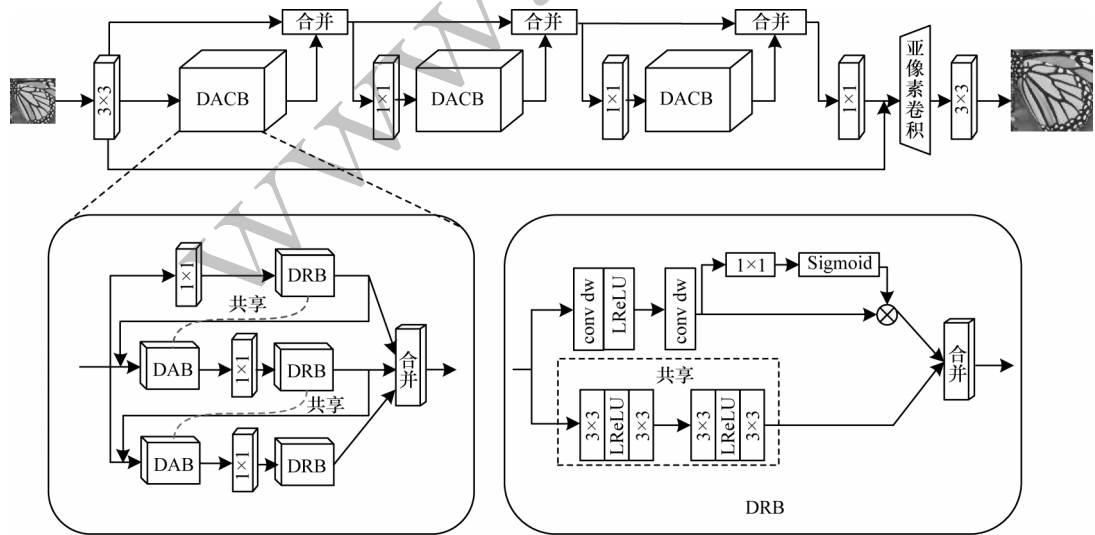 合并
合并
合并
3×3
DACB
1×1
DACB
1×1
DACB
1×1
亚像素卷积
3×3
www.
1×1
DRB
共享
DAB
1×1
DRB
合并
共享
DAB
1×1
DRB
conv dw
LReLU
conv dw
1×1
Sigmoid
合并
共享
3×3
LReLU
3×3
3×3
LReLU
3×3
DRB